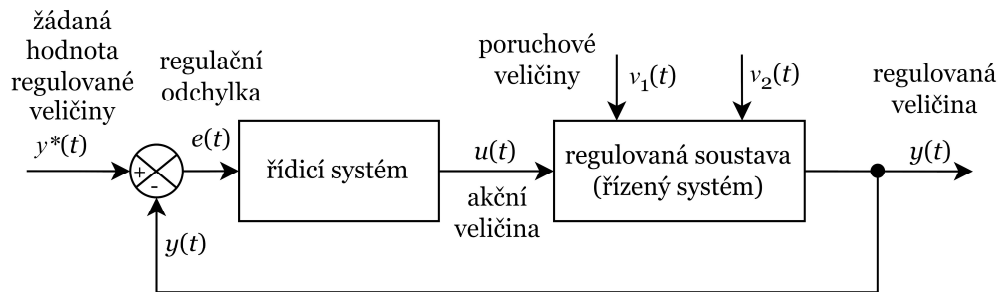 žádaná
hodnota
regulované
veličiny
y*(t)
+
-
regulační
odchylka
e(t)
řídicí systém
u(t)
akční
veličina
poruchové
veličiny
v1(t)
v2(t)
regulovaná soustava
(řízený systém)
regulovaná
veličina
y(t)
y(t)